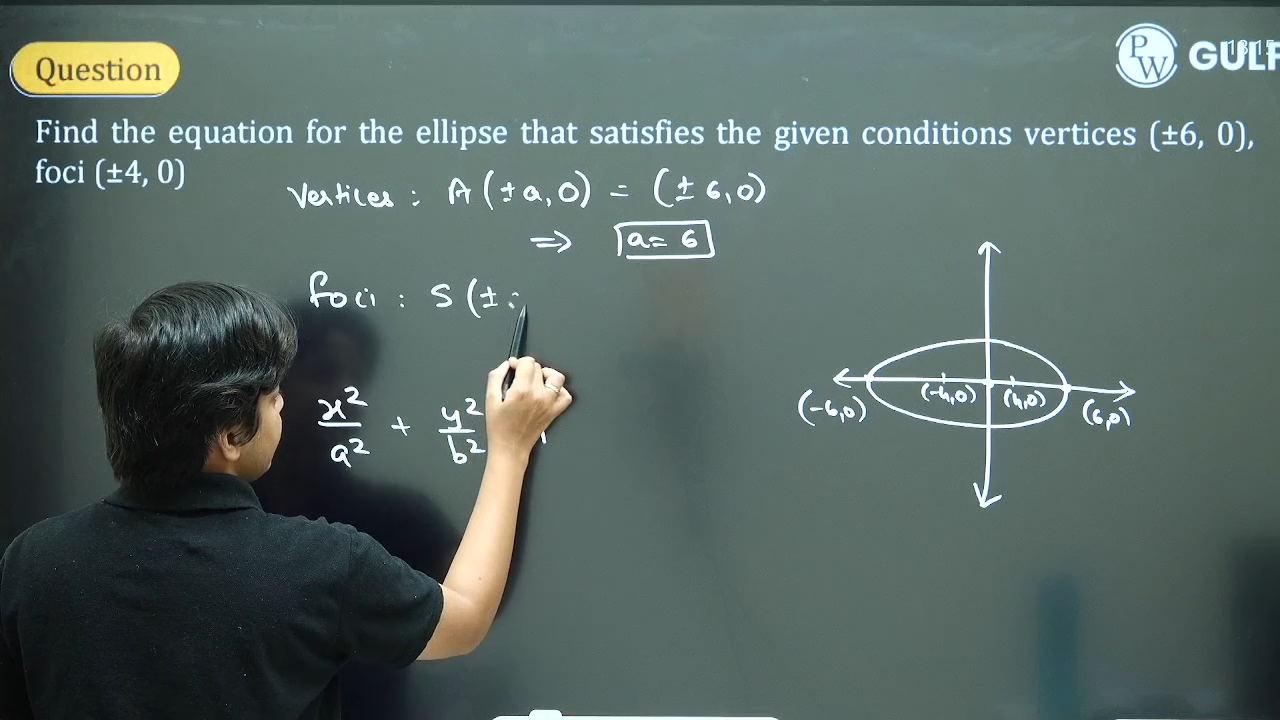 PW GULF
Question
Find the equation for the ellipse that satisfies the given conditions vertices (±6, 0),
foci (±4, 0)
Vertices : A (±a, 0) = (± 6, 0)
⇒ a = 6
foci : S (±
x²/a² + y²/b²
(-6,0) (-4,0) (4,0) (6,0)